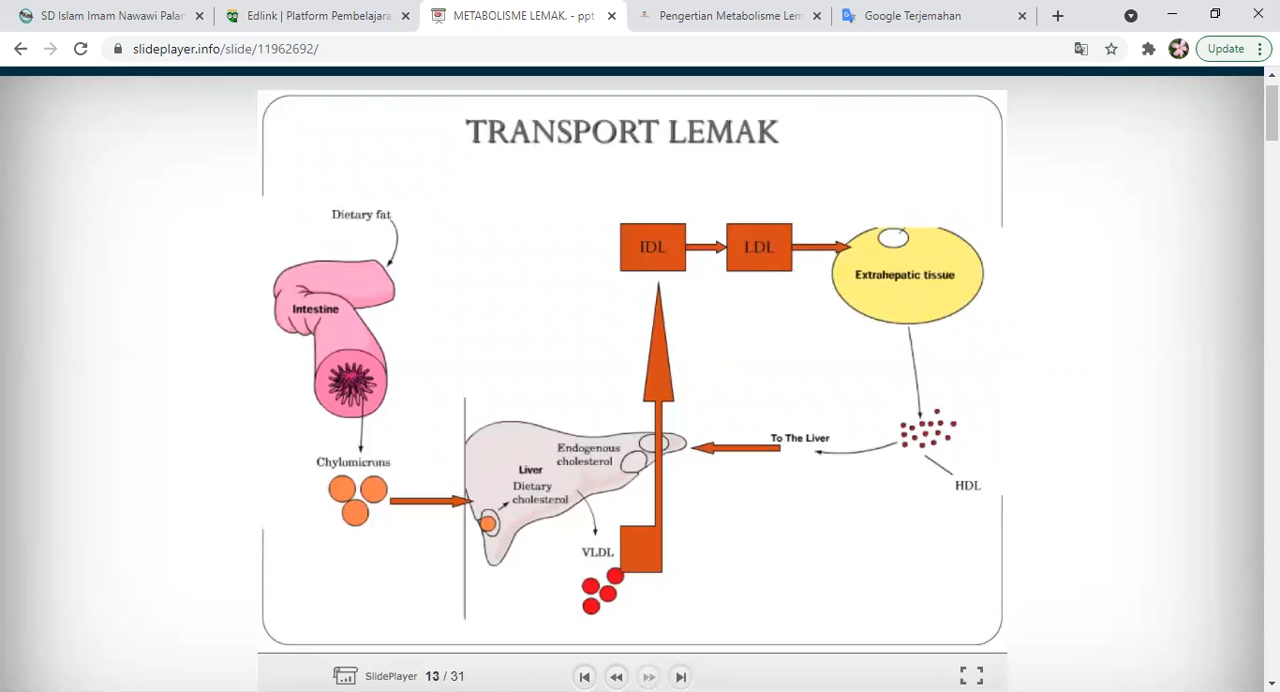 SD Islam Imam Nawawi Palar
Edlink | Platform Pembelajara
METABOLISME LEMAK. - ppt
Pengertian Metabolisme Lem
Google Terjemahan
slideplayer.info/slide/11962692/
Update
TRANSPORT LEMAK
Dietary fat
IDL
LDL
Extrahepatic tissue
Intestine
To The Liver
Endogenous
cholesterol
Chylomicrons
Liver
Dietary
cholesterol
HDL
VLDL
SlidePlayer
13 / 31